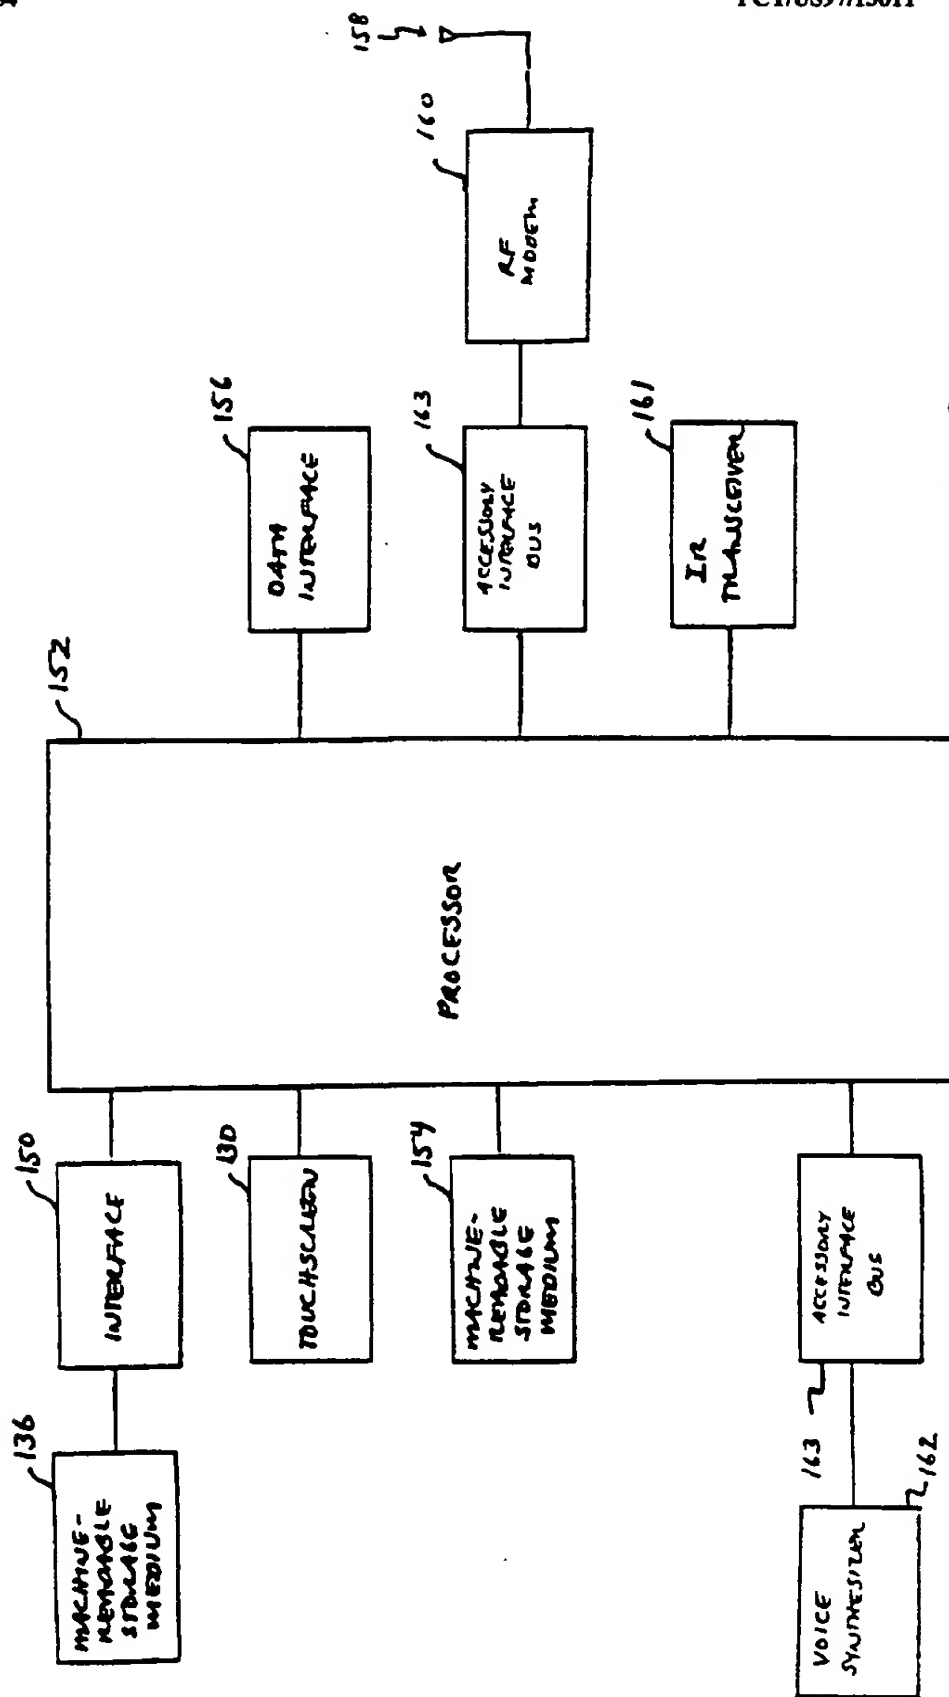 158
160
RF
MODEM
156
DATA
INTERFACE
163
ACCESSORY
INTERFACE
BUS
161
IR
TRANSCEIVER
152
PROCESSOR
150
INTERFACE
130
TOUCHSCREEN
154
MACHINE-
READABLE
STORAGE
MEDIUM
163
ACCESSORY
INTERFACE
BUS
136
MACHINE-
READABLE
STORAGE
MEDIUM
162
VOICE
SYNTHESIZER